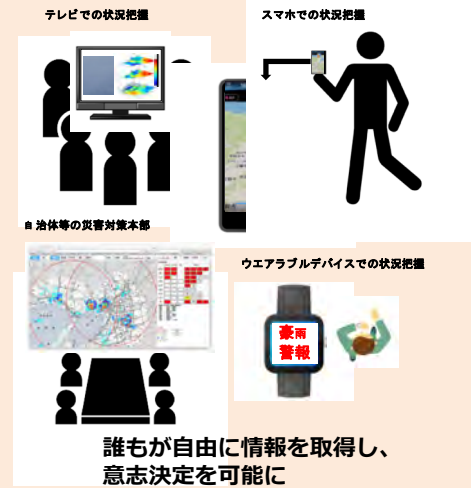 テレビでの状況把握
スマホでの状況把握
自治体等の災害対策本部
ウエアラブルデバイスでの状況把握
豪雨
警報
誰もが自由に情報を取得し、
意志決定を可能に